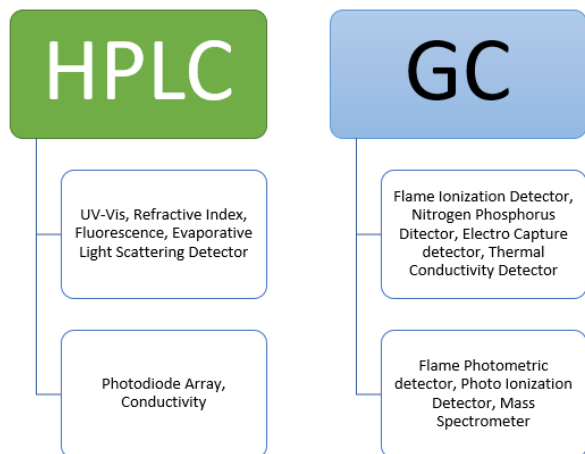 HPLC
UV-Vis, Refractive Index,
Fluorescence, Evaporative
Light Scattering Detector
Photodiode Array,
Conductivity
GC
Flame Ionization Detector,
Nitrogen Phosphorus
Ditector, Electro Capture
detector, Thermal
Conductivity Detector
Flame Photometric
detector, Photo Ionization
Detector, Mass
Spectrometer